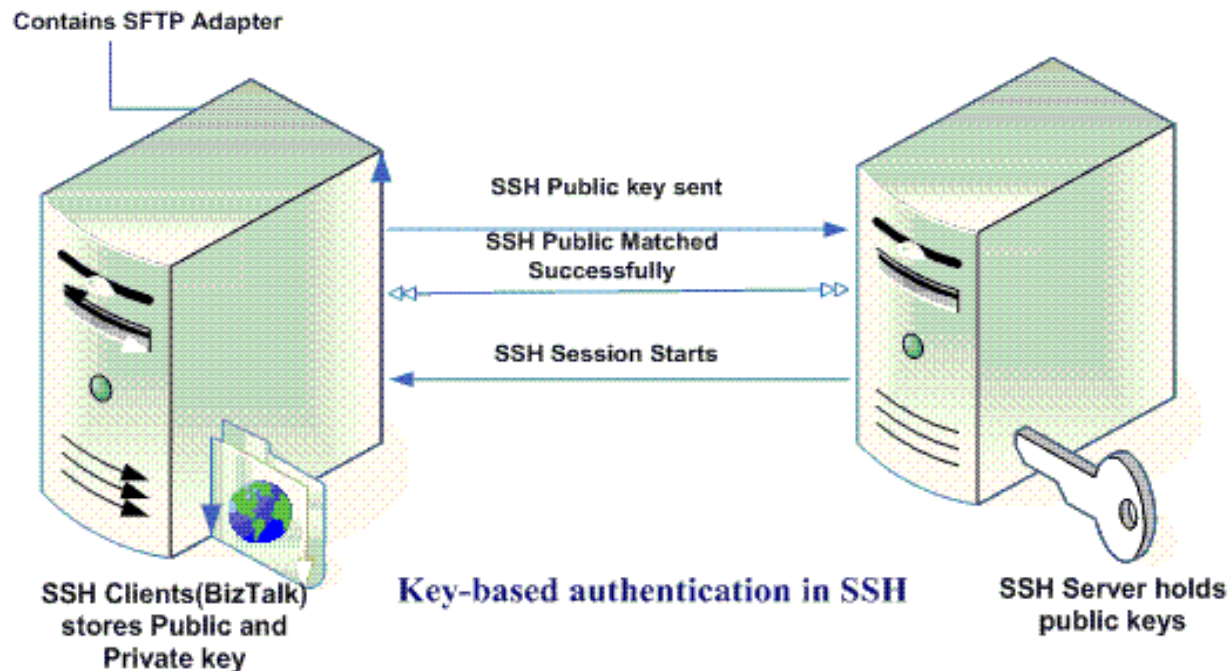 Contains SFTP Adapter
SSH Public key sent
SSH Public Matched
Successfully
SSH Session Starts
SSH Clients(BizTalk)
stores Public and
Private key
Key-based authentication in SSH
SSH Server holds
public keys